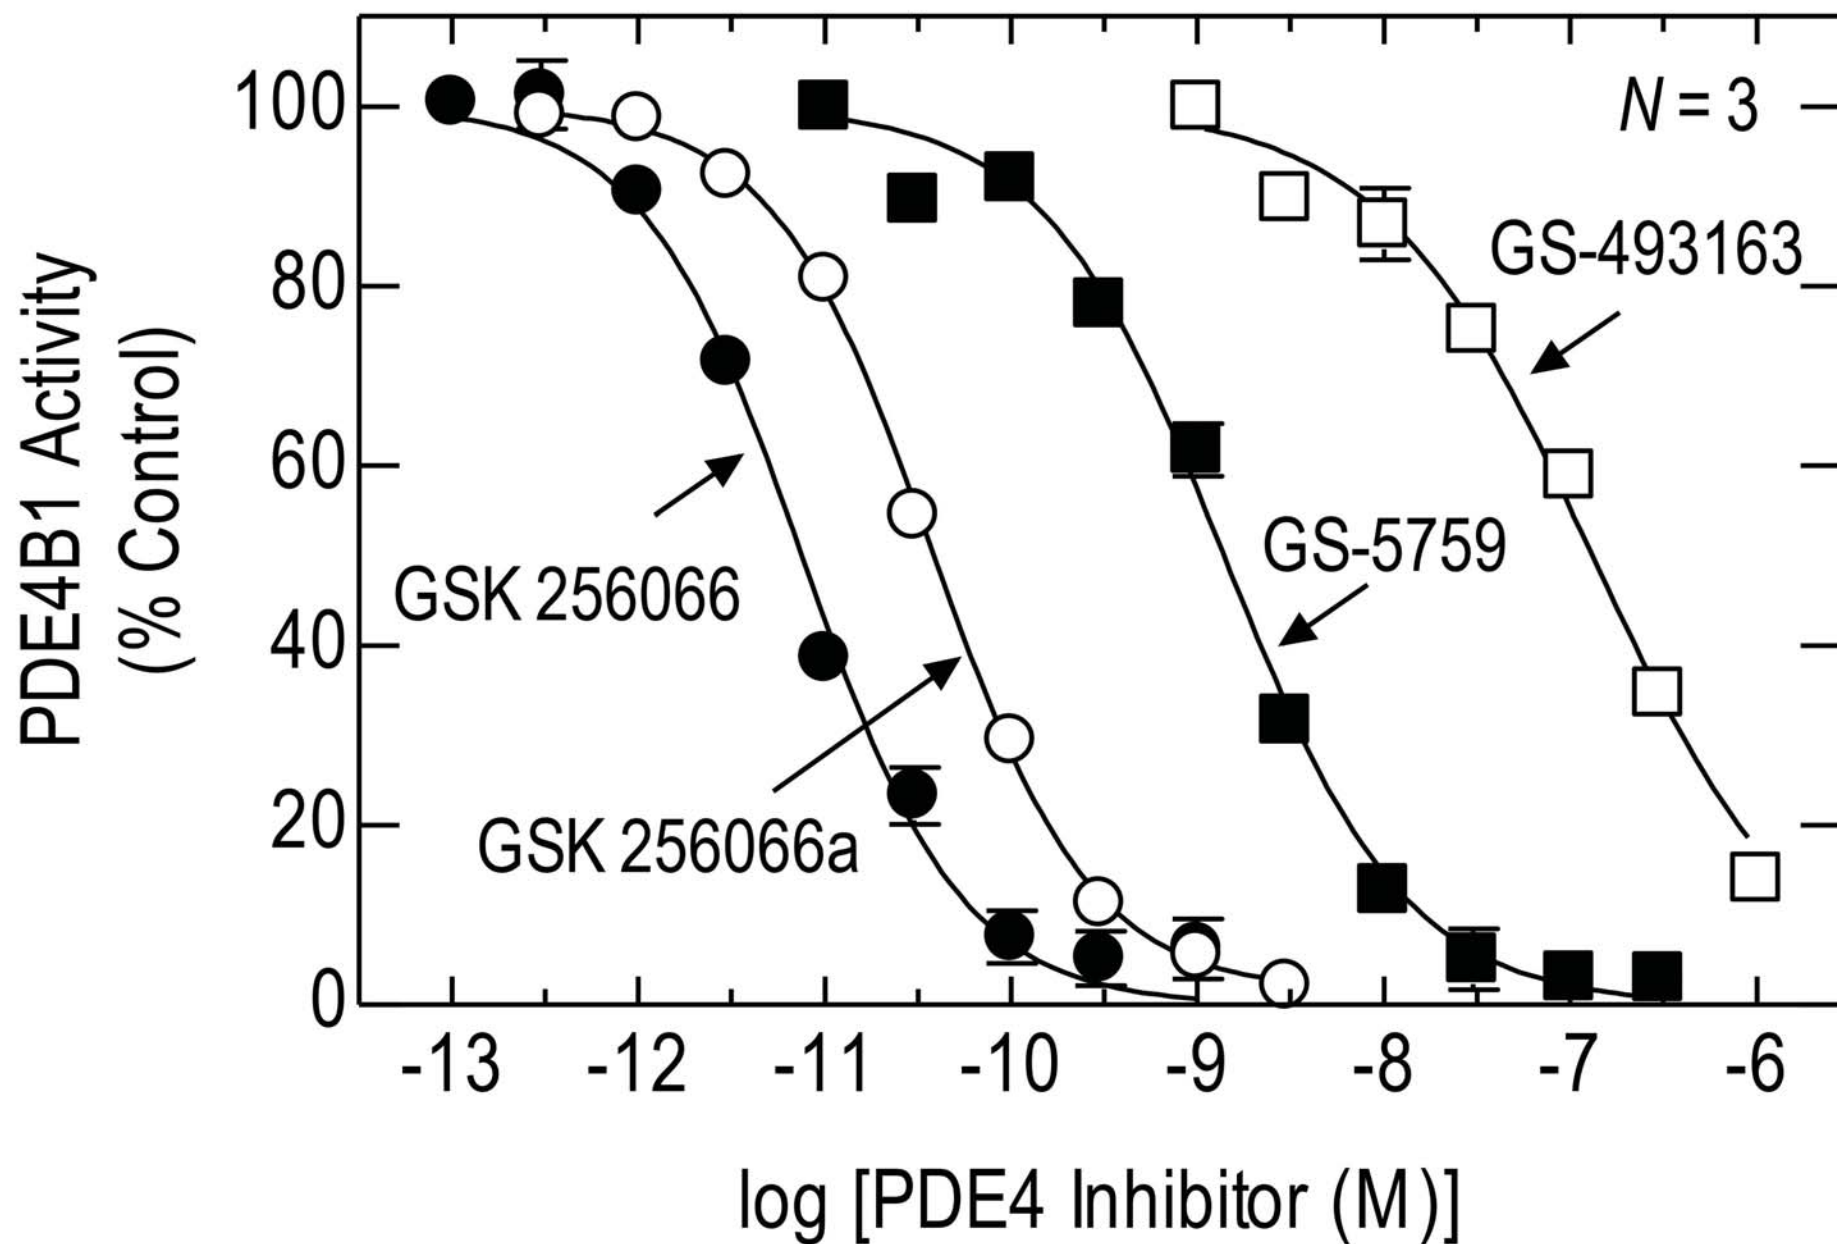 100
80
60
40
20
0
PDE4B1 Activity
(% Control)
N = 3
GS-493163
GS-5759
GSK 256066
GSK 256066a
-13 -12 -11 -10 -9 -8 -7 -6
log [PDE4 Inhibitor (M)]